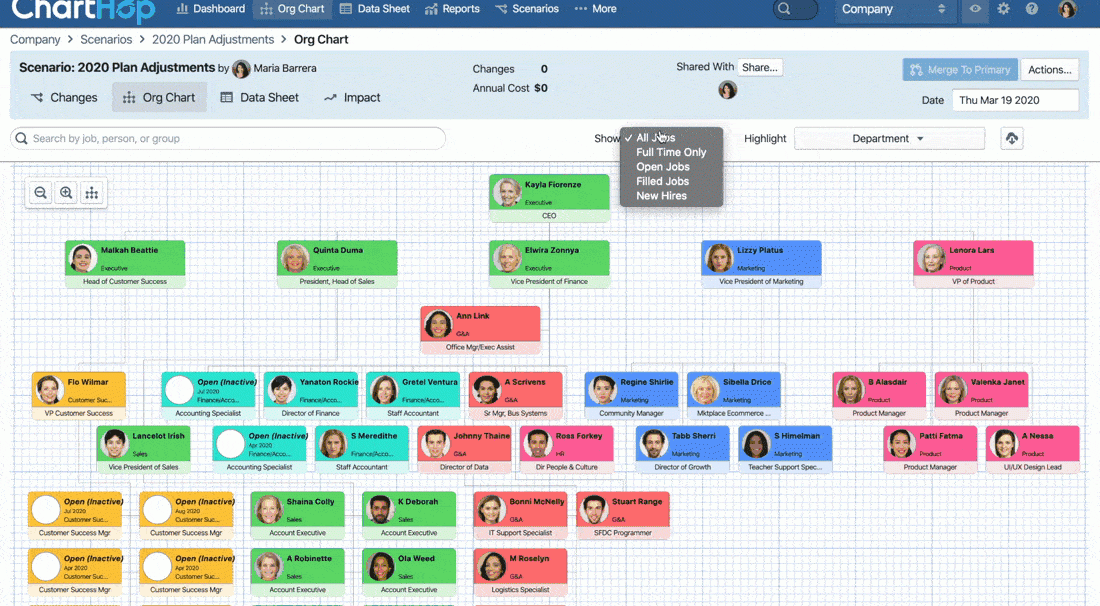 ChartHop Dashboard Org Chart Data Sheet Reports Scenarios More Company
Company > Scenarios > 2020 Plan Adjustments > Org Chart
Scenario: 2020 Plan Adjustments by Maria Barrera
Changes 0
Annual Cost $0
Shared With Share...
Merge To Primary Actions...
Changes Org Chart Data Sheet Impact
Date Thu Mar 19 2020
Search by job, person, or group
Show
✓ All Jobs
Full Time Only
Open Jobs
Filled Jobs
New Hires
Highlight Department
Kayla Fiorenze
Executive
CEO
Malkah Beattie
Executive
Head of Customer Success
Quinta Duma
Executive
President, Head of Sales
Elwira Zonnya
Executive
Vice President of Finance
Lizzy Platus
Marketing
Vice President of Marketing
Lenora Lars
Product
VP of Product
Ann Link
G&A
Office Mgr/Exec Assist
Flo Wilmar
Customer Suc...
VP Customer Success
Open (Inactive)
Jul 2020
Finance/Acco...
Accounting Specialist
Yanaton Rockie
Finance/Acco...
Director of Finance
Gretel Ventura
Finance/Acco...
Staff Accountant
A Scrivens
G&A
Sr Mgr, Bus Systems
Regine Shirlie
Marketing
Community Manager
Sibella Drice
Marketing
Mktplace Ecommerce ...
B Alasdair
Product
Product Manager
Valenka Janet
Product
Product Manager
Lancelot Irish
Sales
Vice President of Sales
Open (Inactive)
Apr 2020
Finance/Acco...
Accounting Specialist
S Meredithe
Finance/Acco...
Staff Accountant
Johnny Thaine
G&A
Director of Data
Ross Forkey
HR
Dir People & Culture
Tabb Sherri
Marketing
Director of Growth
S Himelman
Marketing
Teacher Support Spec...
Patti Fatma
Product
Product Manager
A Nessa
Product
UI/UX Design Lead
Open (Inactive)
Jul 2020
Customer Suc...
Customer Success Mgr
Open (Inactive)
Aug 2020
Customer Suc...
Customer Success Mgr
Shaina Colly
Sales
Account Executive
K Deborah
Sales
Account Executive
Bonni McNelly
G&A
IT Support Specialist
Stuart Range
G&A
SFDC Programmer
Open (Inactive)
Apr 2020
Customer Suc...
Customer Success Mgr
Open (Inactive)
Apr 2020
Customer Suc...
Customer Success Mgr
A Robinette
Sales
Account Executive
Ola Weed
Sales
Account Executive
M Roselyn
G&A
Logistics Specialist